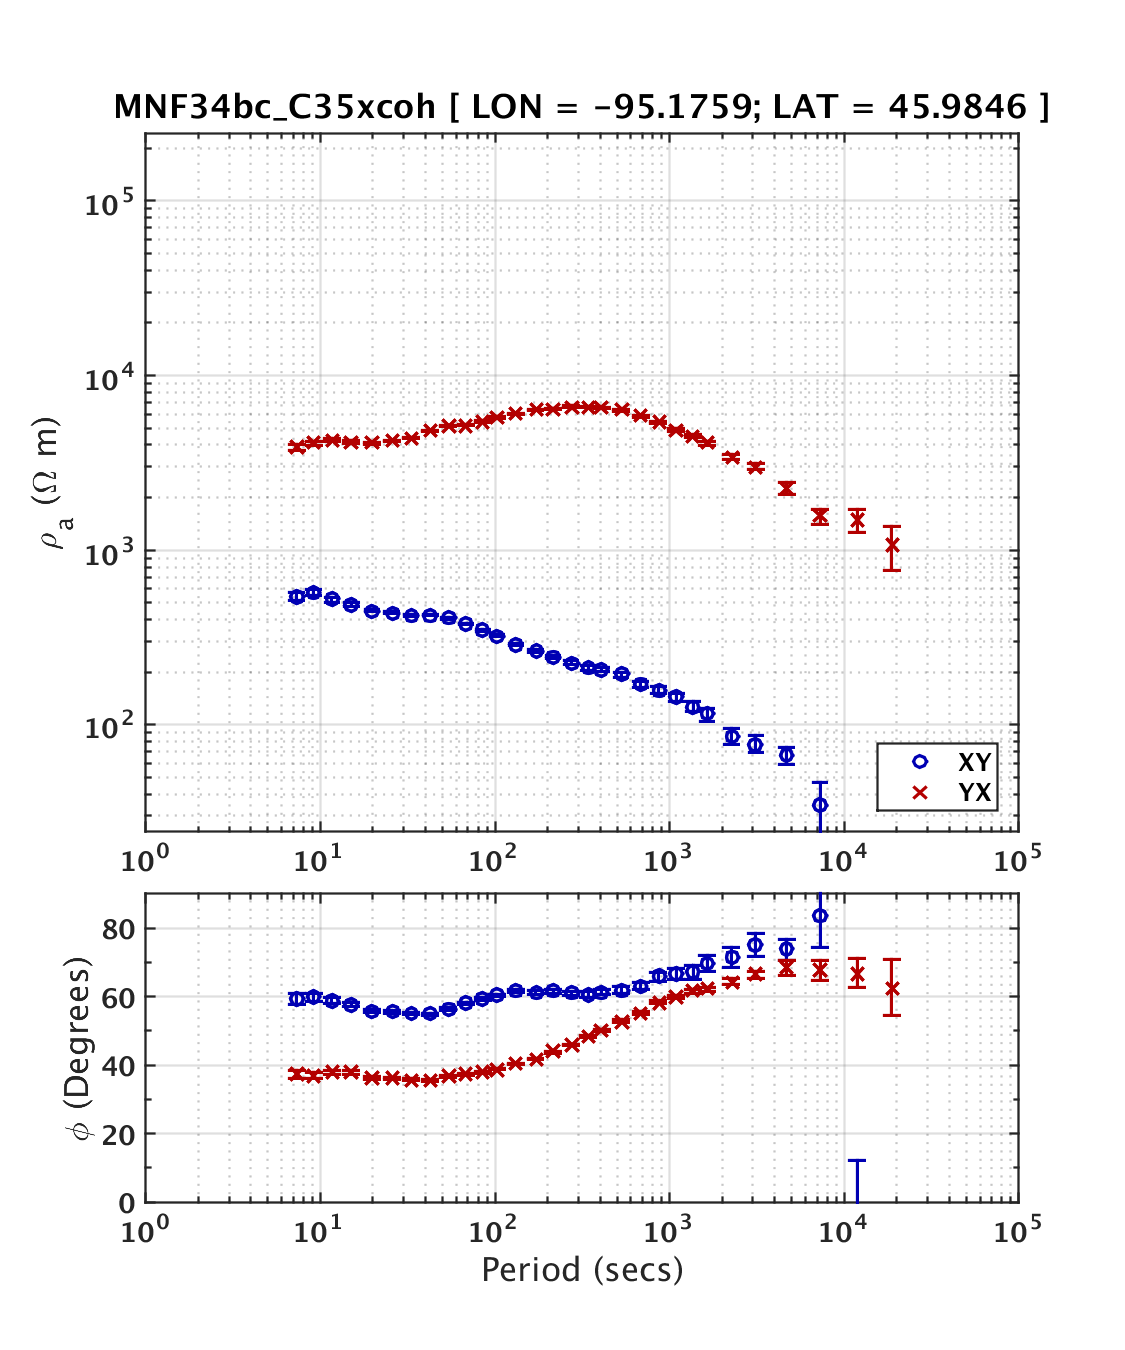 MNF34bc_C35xcoh [ LON = -95.1759; LAT = 45.9846 ]
10^5
10^4
10^3
10^2
ρ_a (Ω m)
XY
YX
10^0 10^1 10^2 10^3 10^4 10^5
80
60
40
20
0
φ (Degrees)
10^0 10^1 10^2 10^3 10^4 10^5
Period (secs)